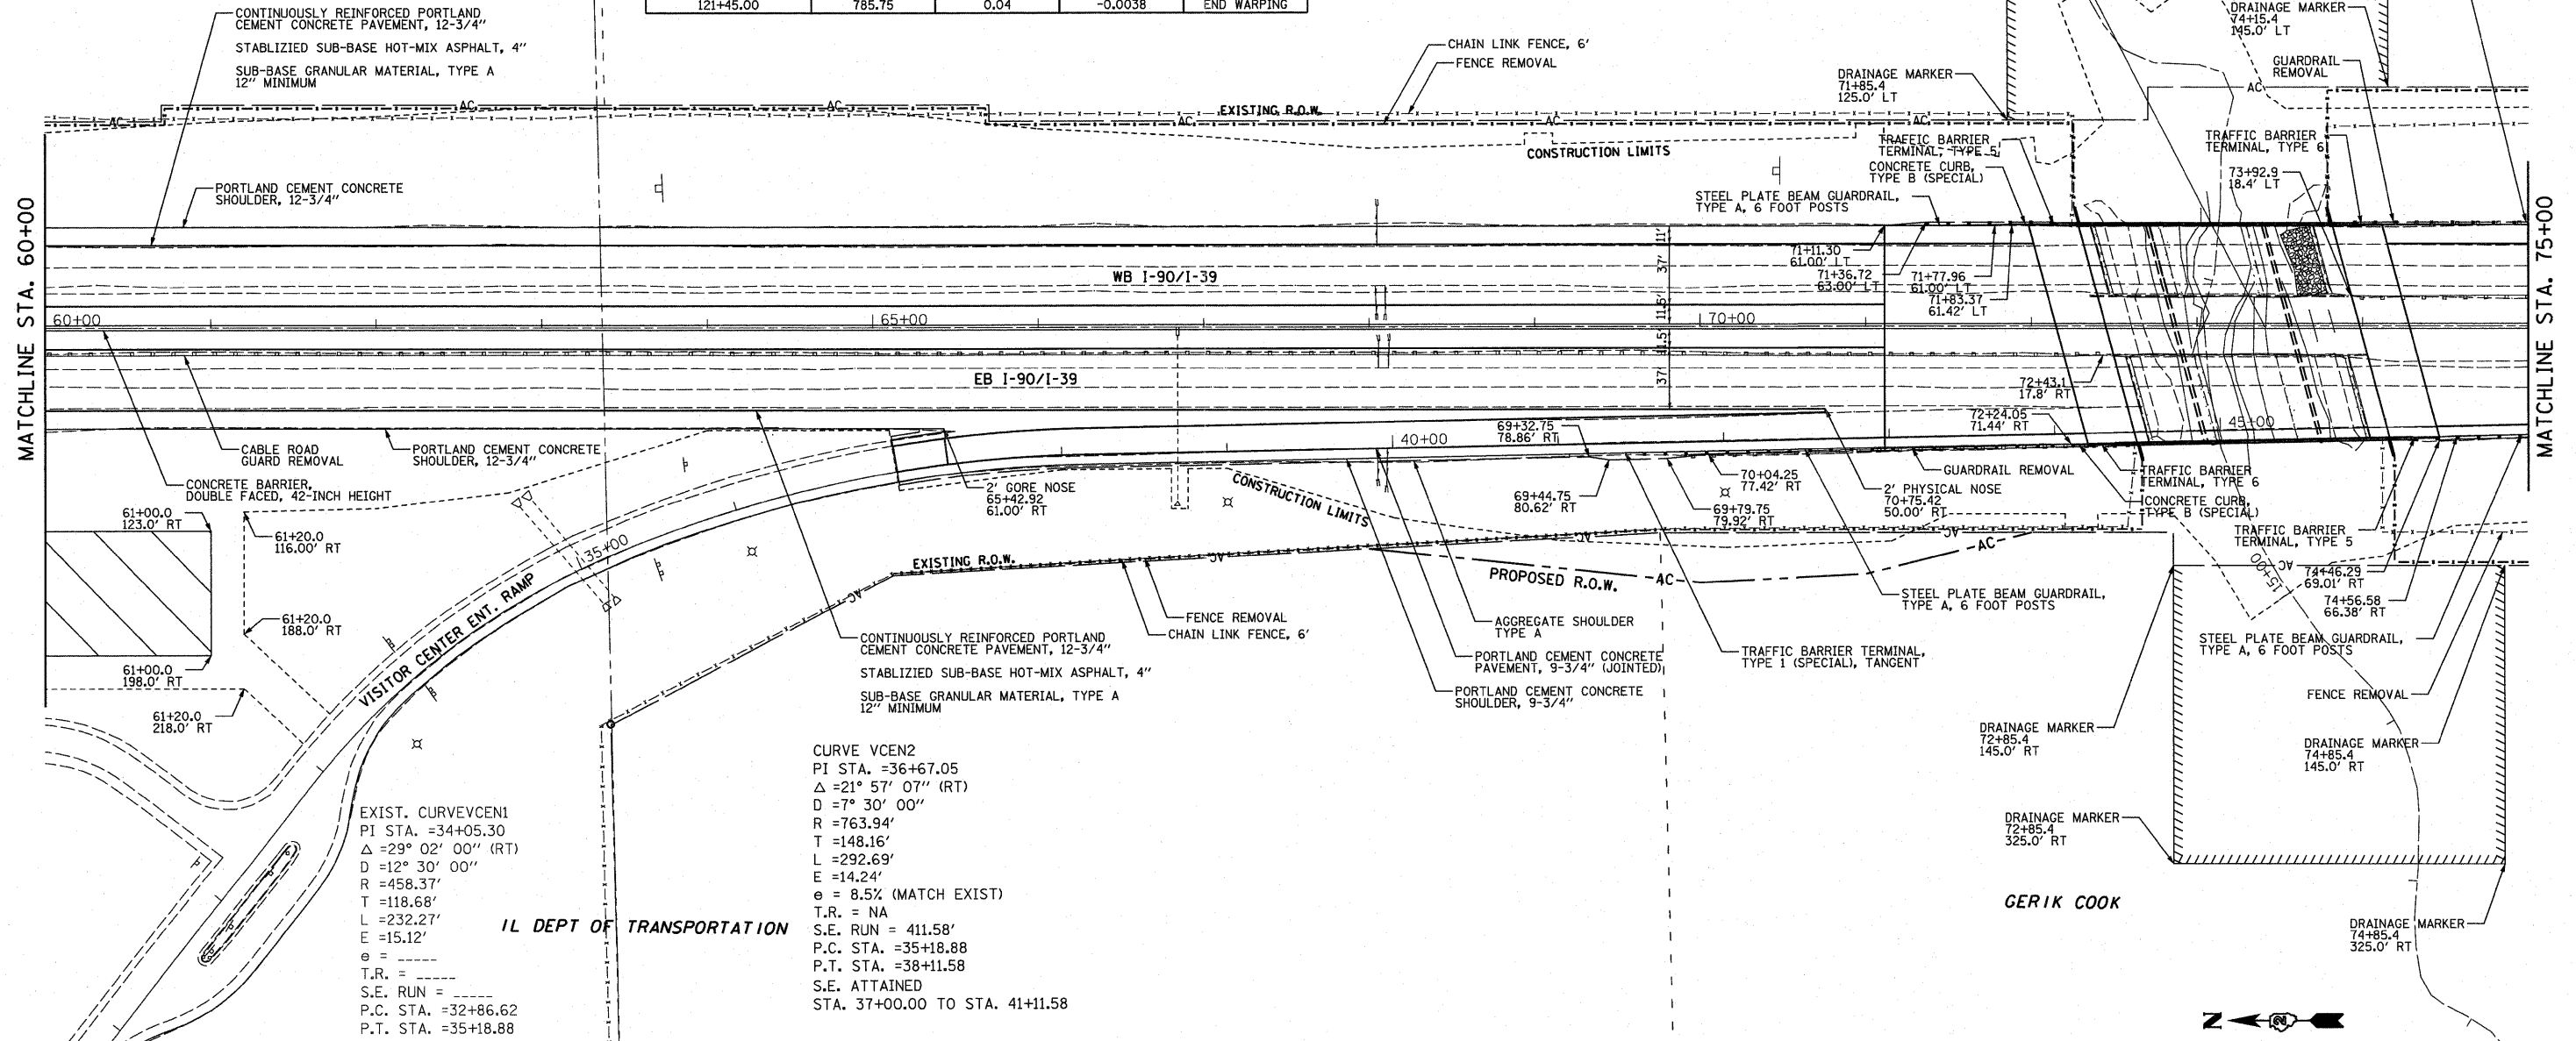 CONTINUOUSLY REINFORCED PORTLAND
CEMENT CONCRETE PAVEMENT, 12-3/4"
STABLIZIED SUB-BASE HOT-MIX ASPHALT, 4"
SUB-BASE GRANULAR MATERIAL, TYPE A
12" MINIMUM
121+45.00 785.75 0.04 -0.0038 END WARPING
CHAIN LINK FENCE, 6'
FENCE REMOVAL
DRAINAGE MARKER
71+85.4
125.0' LT
DRAINAGE MARKER
74+15.4
145.0' LT
GUARDRAIL
REMOVAL
AC
AC
AC
EXISTING R.O.W.
AC
AC
AC
AC
CONSTRUCTION LIMITS
TRAFFIC BARRIER
TERMINAL, TYPE 5
CONCRETE CURB,
TYPE B (SPECIAL)
TRAFFIC BARRIER
TERMINAL, TYPE 6
73+92.9
18.4' LT
PORTLAND CEMENT CONCRETE
SHOULDER, 12-3/4"
STEEL PLATE BEAM GUARDRAIL,
TYPE A, 6 FOOT POSTS
MATCHLINE STA. 60+00
MATCHLINE STA. 75+00
11'
37'
11.5'
11.5'
37'
71+11.30
61.00' LT
71+36.72
63.00' LT
71+77.96
61.00' LT
71+83.37
61.42' LT
WB I-90/I-39
60+00
65+00
70+00
EB I-90/I-39
72+43.1
17.8' RT
72+24.05
71.44' RT
45+00
69+32.75
78.86' RT
40+00
CABLE ROAD
GUARD REMOVAL
PORTLAND CEMENT CONCRETE
SHOULDER, 12-3/4"
CONCRETE BARRIER,
DOUBLE FACED, 42-INCH HEIGHT
2' GORE NOSE
65+42.92
61.00' RT
CONSTRUCTION LIMITS
69+44.75
80.62' RT
70+04.25
77.42' RT
69+79.75
79.92' RT
GUARDRAIL REMOVAL
2' PHYSICAL NOSE
70+75.42
50.00' RT
TRAFFIC BARRIER
TERMINAL, TYPE 6
CONCRETE CURB,
TYPE B (SPECIAL)
TRAFFIC BARRIER
TERMINAL, TYPE 5
61+00.0
123.0' RT
61+20.0
116.00' RT
35+00
EXISTING R.O.W.
AC
AC
AC
AC
AC
AC
AC
PROPOSED R.O.W.
15+00
74+46.29
69.01' RT
74+56.58
66.38' RT
STEEL PLATE BEAM GUARDRAIL,
TYPE A, 6 FOOT POSTS
61+20.0
188.0' RT
VISITOR CENTER ENT. RAMP
FENCE REMOVAL
CHAIN LINK FENCE, 6'
AGGREGATE SHOULDER
TYPE A
CONTINUOUSLY REINFORCED PORTLAND
CEMENT CONCRETE PAVEMENT, 12-3/4"
STABLIZIED SUB-BASE HOT-MIX ASPHALT, 4"
SUB-BASE GRANULAR MATERIAL, TYPE A
12" MINIMUM
PORTLAND CEMENT CONCRETE
PAVEMENT, 9-3/4" (JOINTED)
PORTLAND CEMENT CONCRETE
SHOULDER, 9-3/4"
TRAFFIC BARRIER TERMINAL,
TYPE 1 (SPECIAL), TANGENT
STEEL PLATE BEAM GUARDRAIL,
TYPE A, 6 FOOT POSTS
FENCE REMOVAL
61+00.0
198.0' RT
61+20.0
218.0' RT
DRAINAGE MARKER
72+85.4
145.0' RT
DRAINAGE MARKER
74+85.4
145.0' RT
DRAINAGE MARKER
72+85.4
325.0' RT
DRAINAGE MARKER
74+85.4
325.0' RT
EXIST. CURVEVCEN1
PI STA. =34+05.30
Δ =29° 02' 00" (RT)
D =12° 30' 00"
R =458.37'
T =118.68'
L =232.27'
E =15.12'
e = _____
T.R. = _____
S.E. RUN = _____
P.C. STA. =32+86.62
P.T. STA. =35+18.88
IL DEPT OF TRANSPORTATION
CURVE VCEN2
PI STA. =36+67.05
Δ =21° 57' 07" (RT)
D =7° 30' 00"
R =763.94'
T =148.16'
L =292.69'
E =14.24'
e = 8.5% (MATCH EXIST)
T.R. = NA
S.E. RUN = 411.58'
P.C. STA. =35+18.88
P.T. STA. =38+11.58
S.E. ATTAINED
STA. 37+00.00 TO STA. 41+11.58
GERIK COOK
N